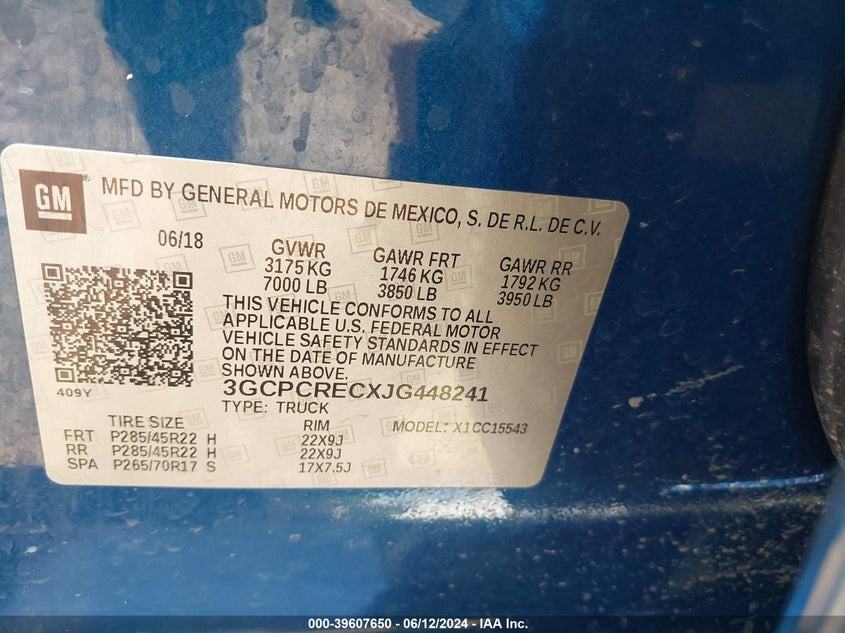 GM
®
MFD BY GENERAL MOTORS DE MEXICO, S. DE R.L. DE C.V.
06/18
GVWR GAWR FRT GAWR RR
3175 KG 1746 KG 1792 KG
7000 LB 3850 LB 3950 LB
THIS VEHICLE CONFORMS TO ALL
APPLICABLE U.S. FEDERAL MOTOR
VEHICLE SAFETY STANDARDS IN EFFECT
ON THE DATE OF MANUFACTURE
SHOWN ABOVE.
409Y
3GCPCRECXJG448241
TYPE: TRUCK MODEL: X1CC15543
TIRE SIZE RIM
FRT P285/45R22 H 22X9J
RR P285/45R22 H 22X9J
SPA P265/70R17 S 17X7.5J
000-39607650 - 06/12/2024 - IAA Inc.